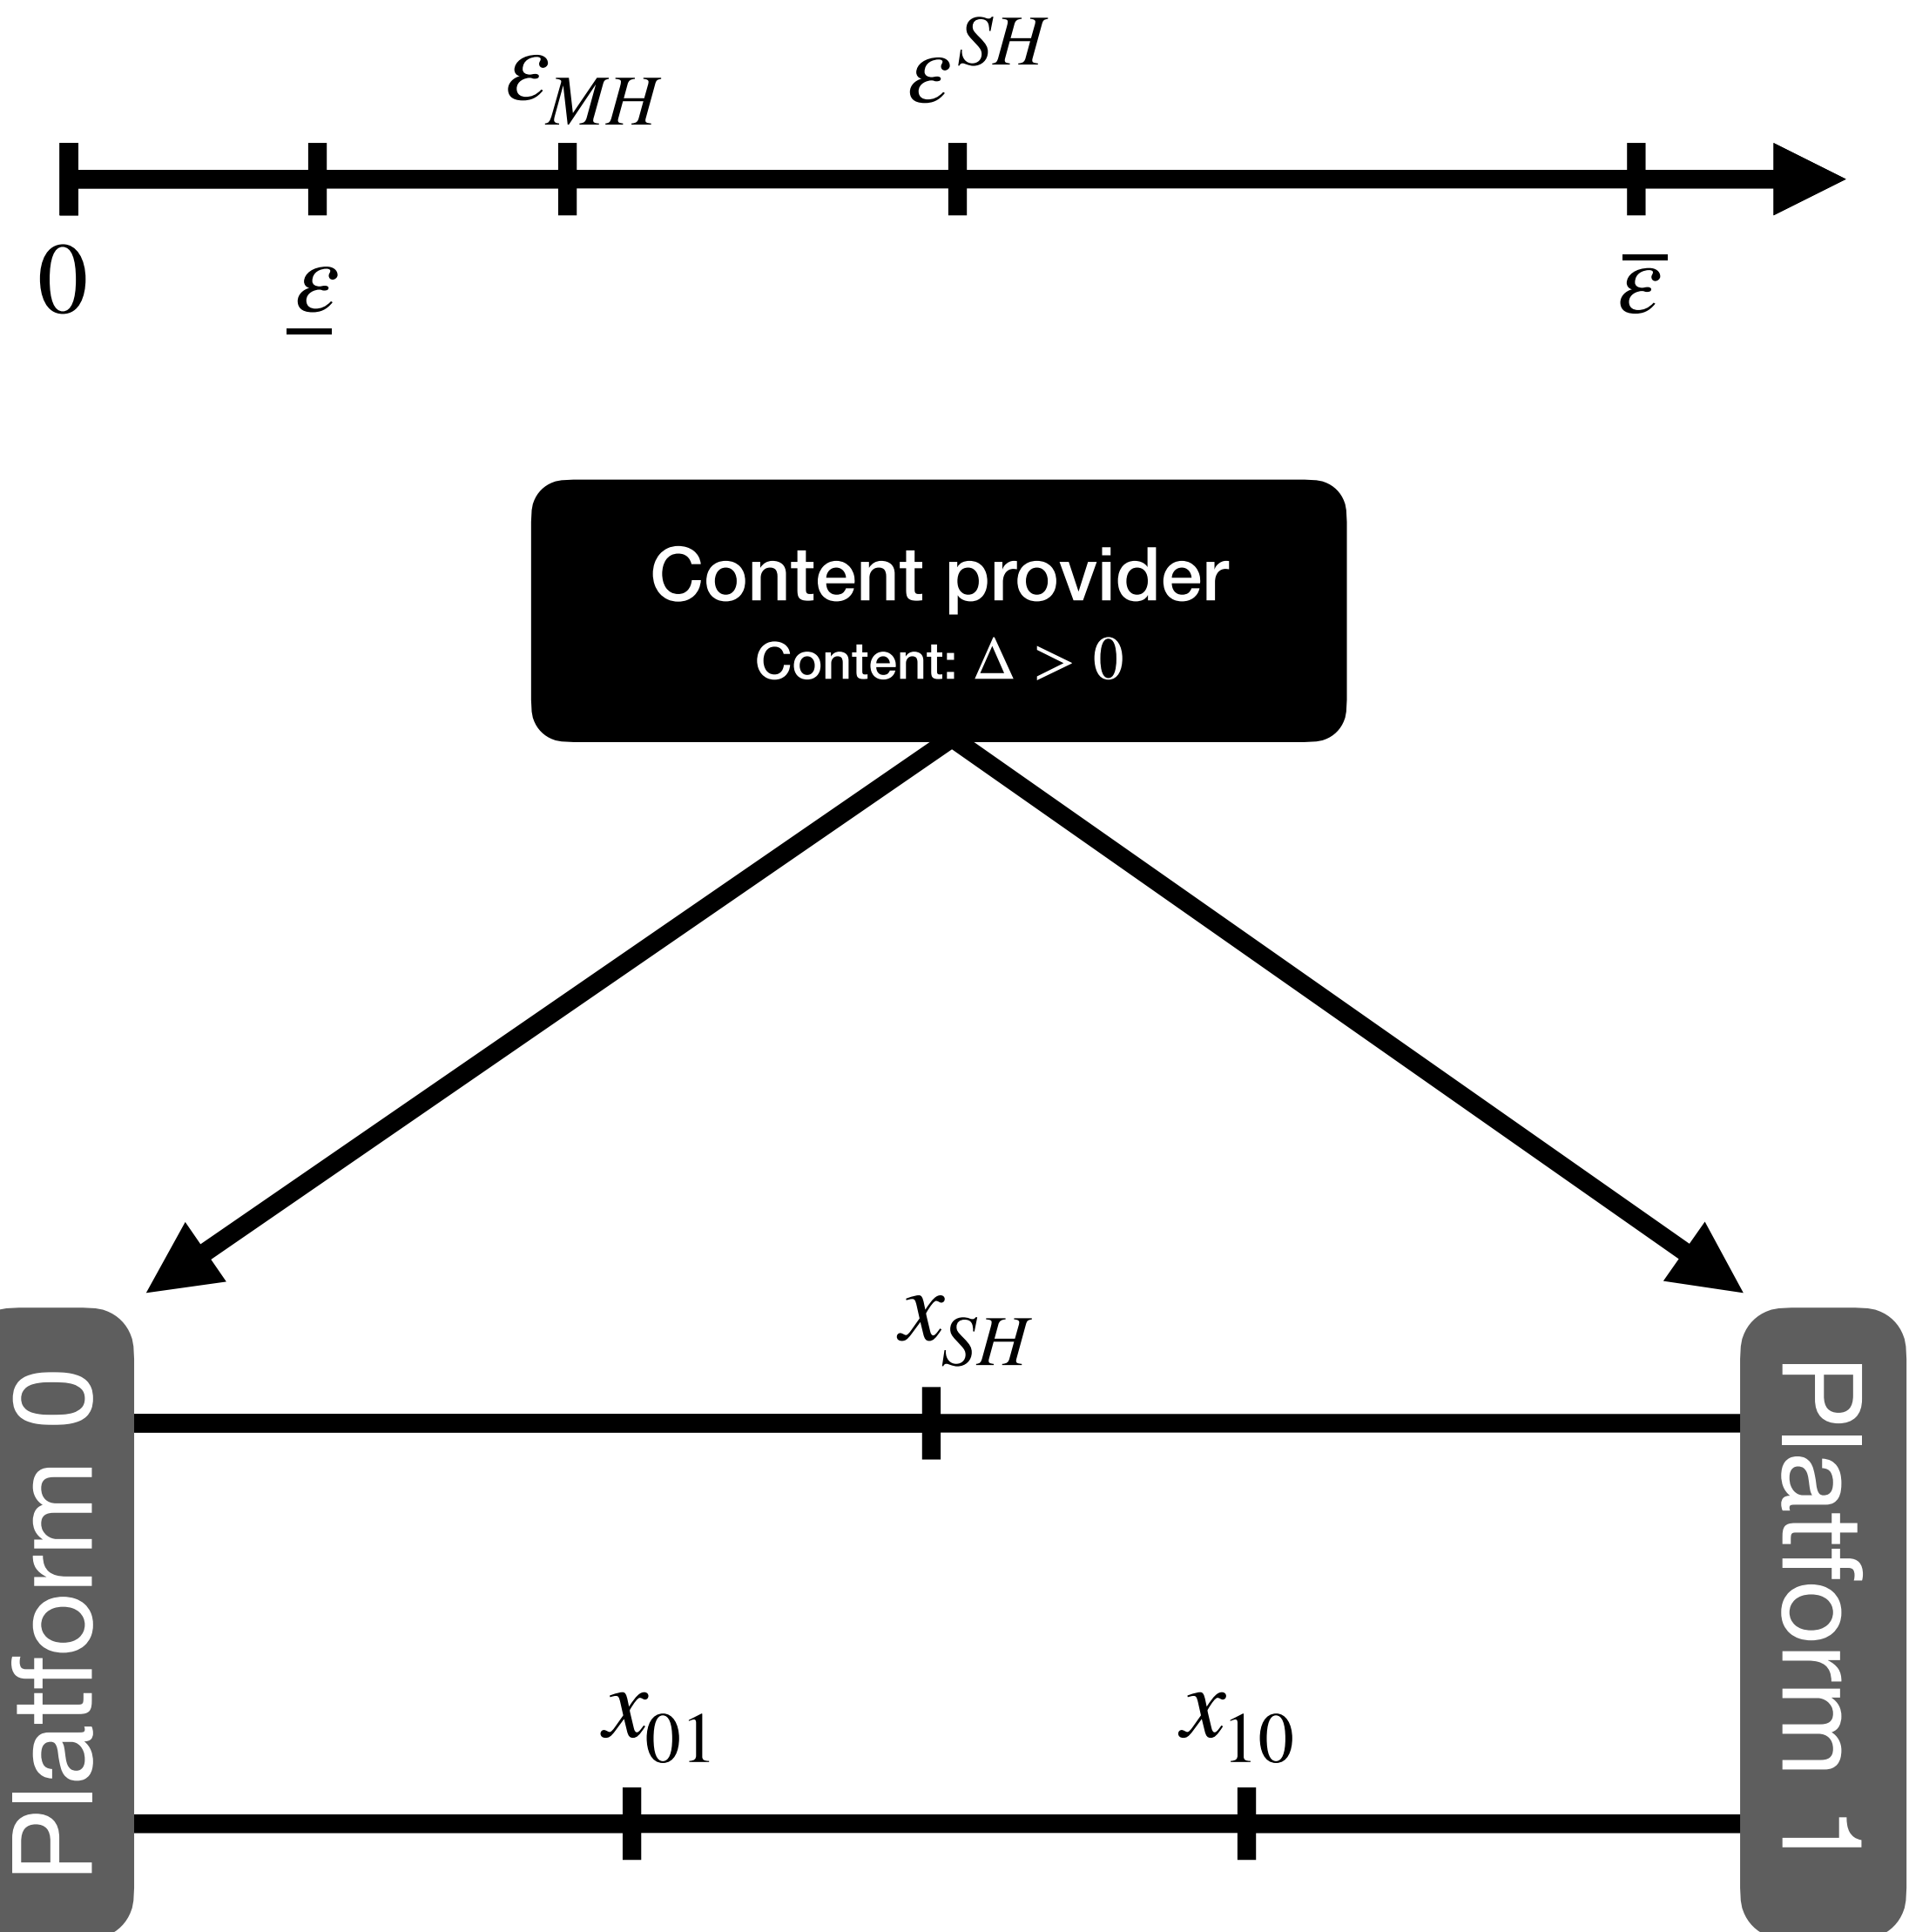 ε_MH ε^SH
0 ε̲ ε̅
Content provider
Content: Δ > 0
x_SH
Platform 0
Platform 1
x_01 x_10